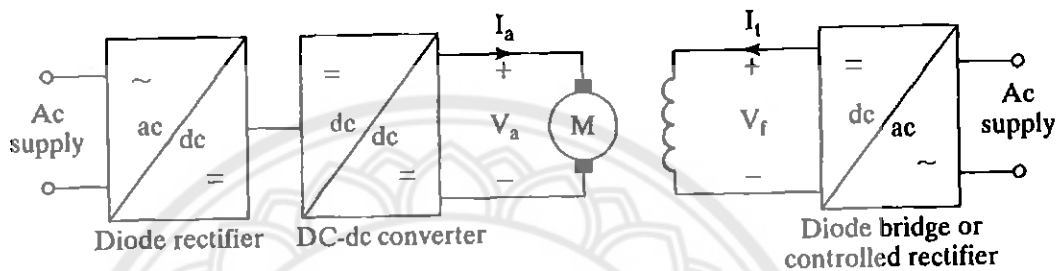 Ac
supply
~
ac
dc
=
Diode rectifier
=
dc
dc
=
DC-dc converter
I_a
+
V_a
−
M
I_t
+
V_f
−
=
dc
ac
~
Diode bridge or
controlled rectifier
Ac
supply